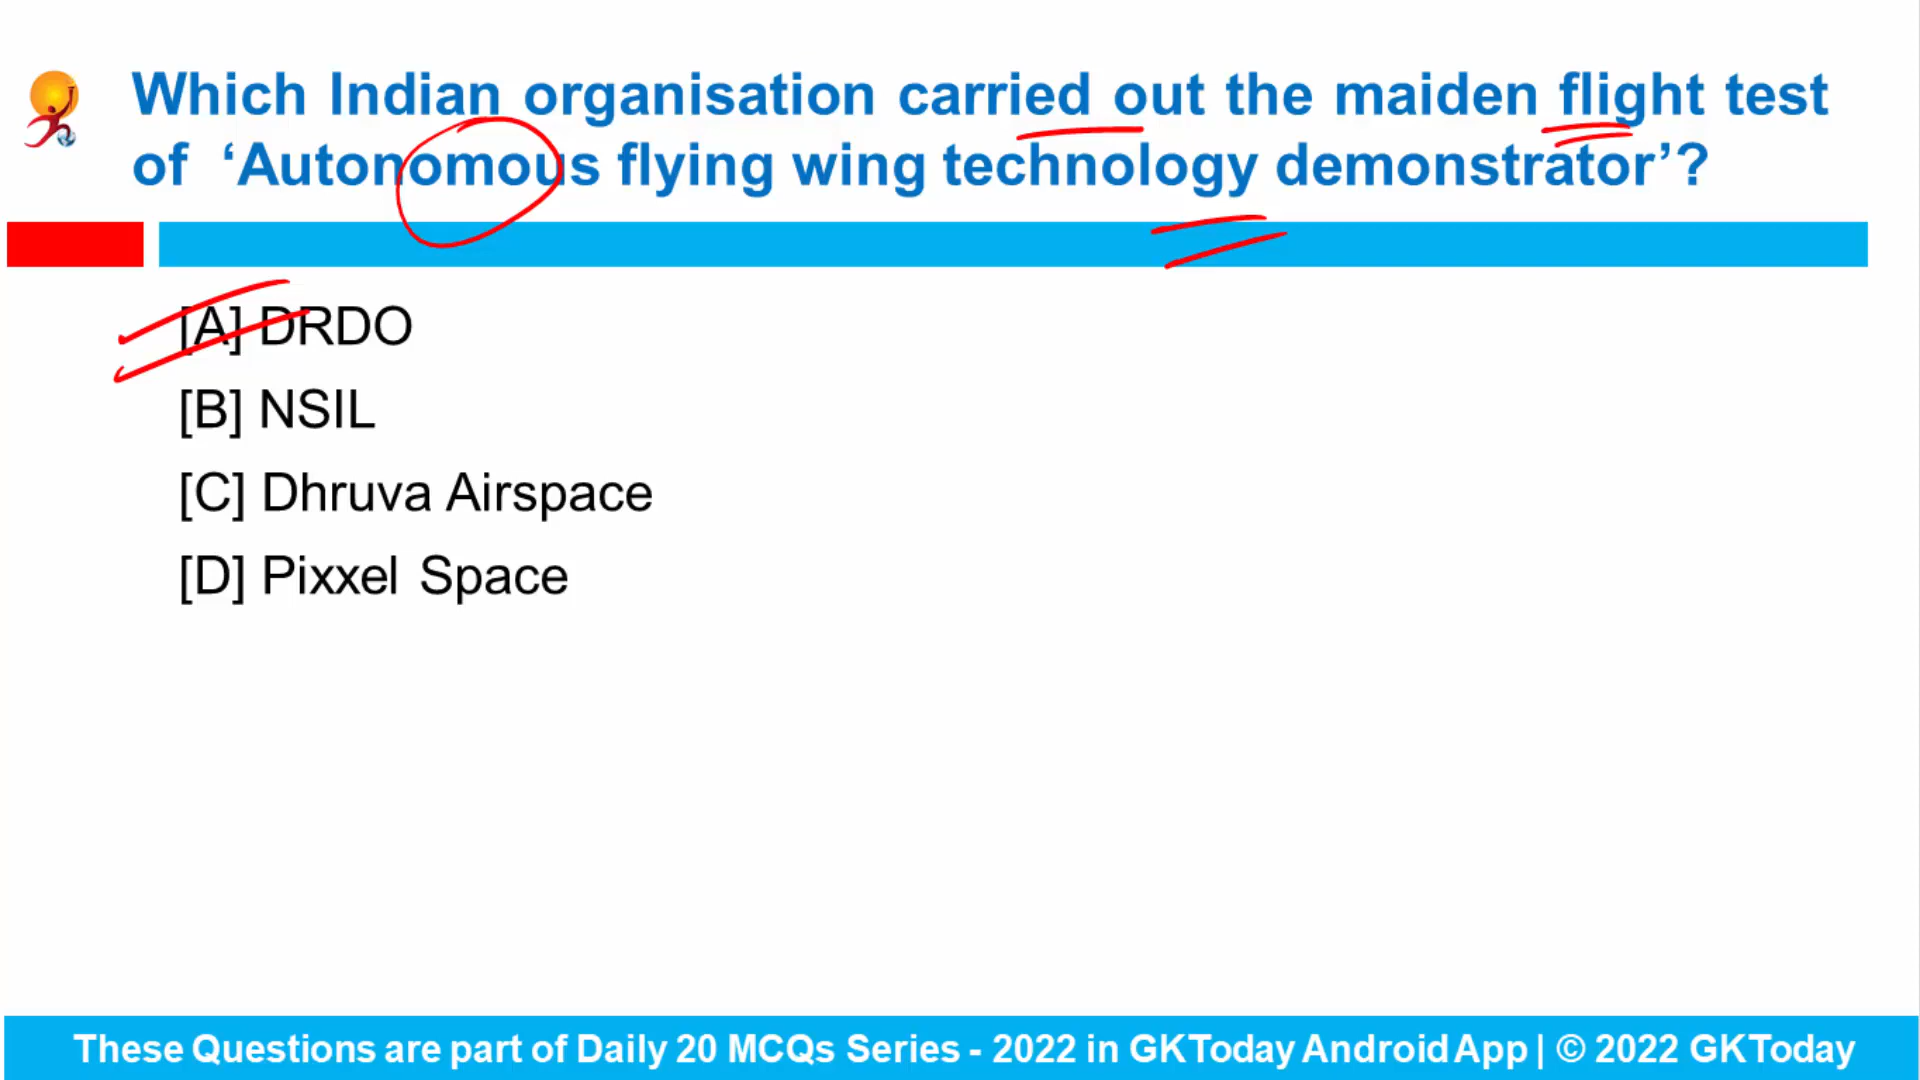 Which Indian organisation carried out the maiden flight test
of ‘Autonomous flying wing technology demonstrator’?
[A] DRDO
[B] NSIL
[C] Dhruva Airspace
[D] Pixxel Space
These Questions are part of Daily 20 MCQs Series - 2022 in GKToday Android App | © 2022 GKToday